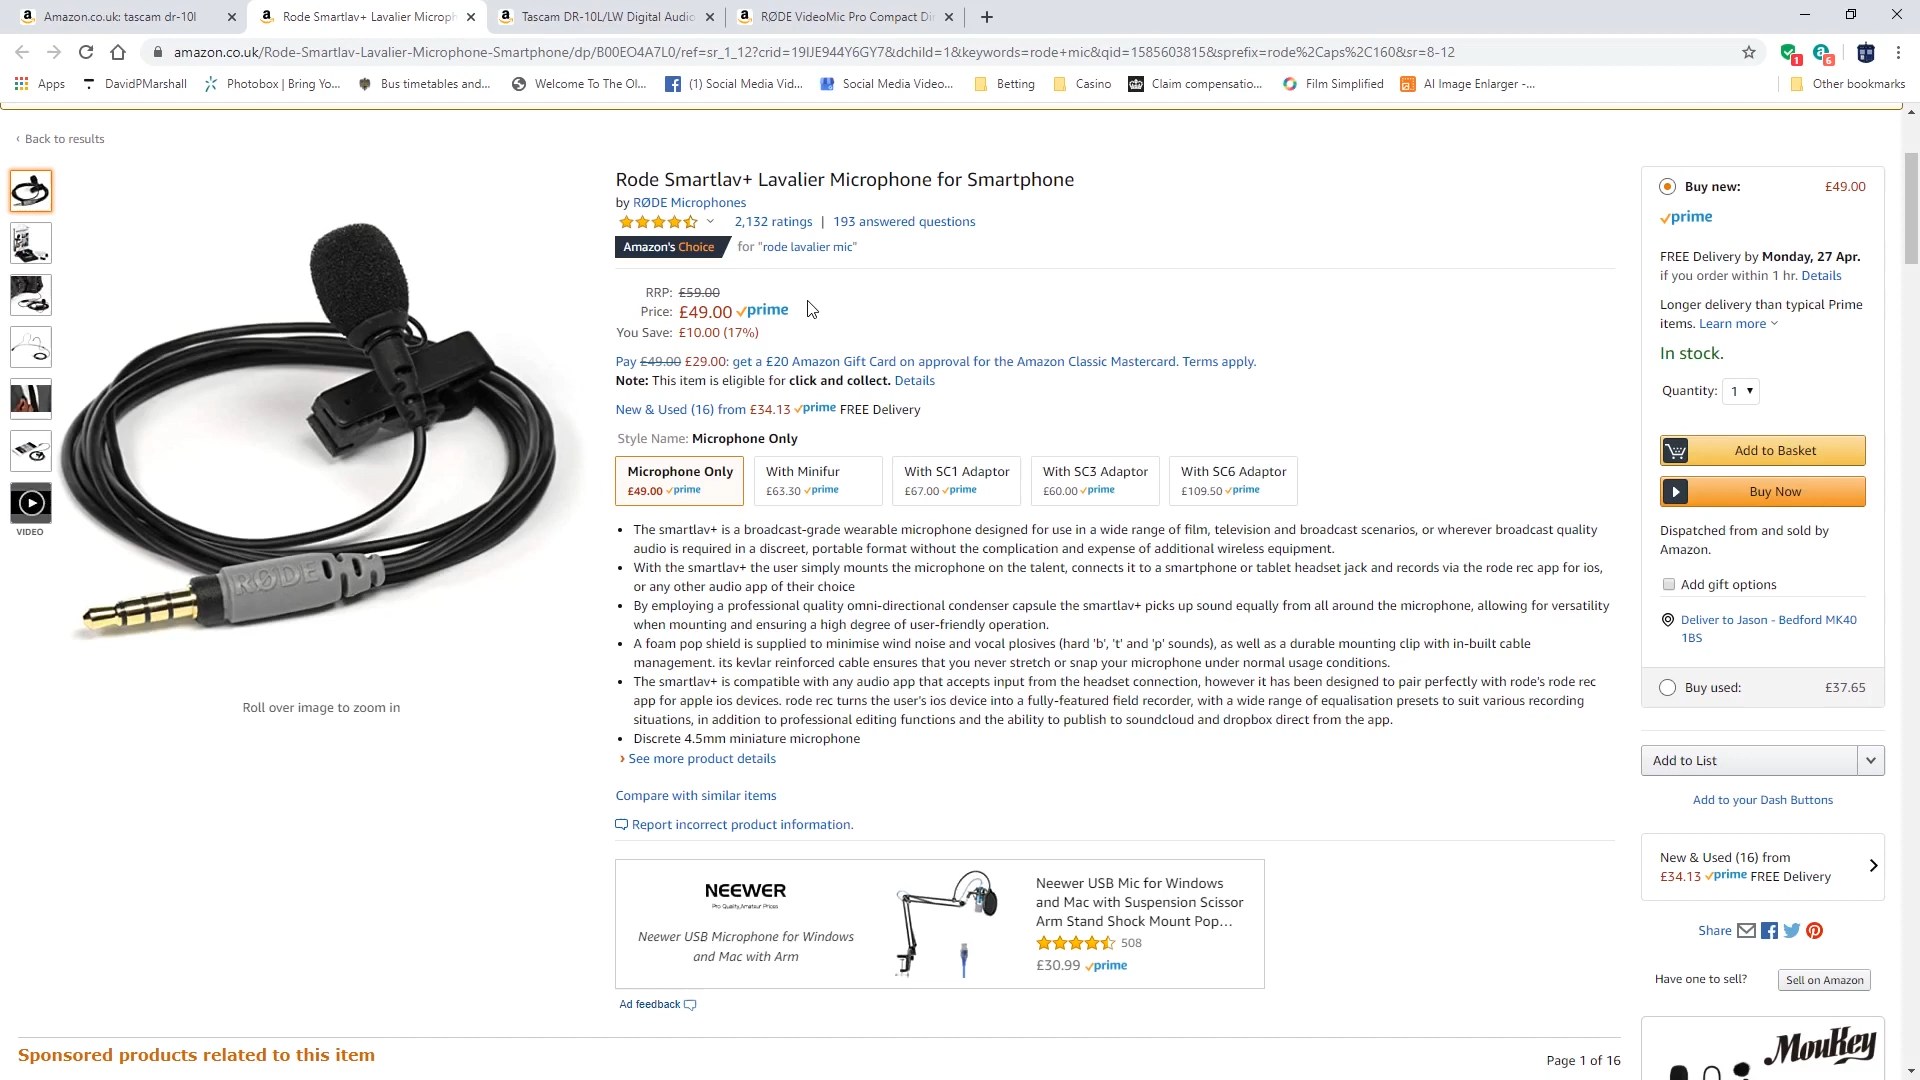 Amazon.co.uk: tascam dr-10l
Rode Smartlav+ Lavalier Microph
Tascam DR-10L/LW Digital Audio
RØDE VideoMic Pro Compact Di
amazon.co.uk/Rode-Smartlav-Lavalier-Microphone-Smartphone/dp/B00EO4A7L0/ref=sr_1_12?crid=19IJE944Y6GY7&dchild=1&keywords=rode+mic&qid=1585603815&sprefix=rode%2Caps%2C160&sr=8-12
1
6
Apps
DavidPMarshall
Photobox | Bring Yo...
Bus timetables and...
Welcome To The Ol...
(1) Social Media Vid...
Social Media Video...
Betting
Casino
Claim compensatio...
Film Simplified
AI Image Enlarger -...
Other bookmarks
‹ Back to results
VIDEO
RØDE
Roll over image to zoom in
Rode Smartlav+ Lavalier Microphone for Smartphone
by RØDE Microphones
2,132 ratings | 193 answered questions
Amazon's Choice for "rode lavalier mic"
RRP: £59.00
Price: £49.00 prime
You Save: £10.00 (17%)
Pay £49.00 £29.00: get a £20 Amazon Gift Card on approval for the Amazon Classic Mastercard. Terms apply.
Note: This item is eligible for click and collect. Details
New & Used (16) from £34.13 prime FREE Delivery
Style Name: Microphone Only
Microphone Only
£49.00 prime
With Minifur
£63.30 prime
With SC1 Adaptor
£67.00 prime
With SC3 Adaptor
£60.00 prime
With SC6 Adaptor
£109.50 prime
• The smartlav+ is a broadcast-grade wearable microphone designed for use in a wide range of film, television and broadcast scenarios, or wherever broadcast quality
audio is required in a discreet, portable format without the complication and expense of additional wireless equipment.
• With the smartlav+ the user simply mounts the microphone on the talent, connects it to a smartphone or tablet headset jack and records via the rode rec app for ios,
or any other audio app of their choice
• By employing a professional quality omni-directional condenser capsule the smartlav+ picks up sound equally from all around the microphone, allowing for versatility
when mounting and ensuring a high degree of user-friendly operation.
• A foam pop shield is supplied to minimise wind noise and vocal plosives (hard 'b', 't' and 'p' sounds), as well as a durable mounting clip with in-built cable
management. its kevlar reinforced cable ensures that you never stretch or snap your microphone under normal usage conditions.
• The smartlav+ is compatible with any audio app that accepts input from the headset connection, however it has been designed to pair perfectly with rode's rode rec
app for apple ios devices. rode rec turns the user's ios device into a fully-featured field recorder, with a wide range of equalisation presets to suit various recording
situations, in addition to professional editing functions and the ability to publish to soundcloud and dropbox direct from the app.
• Discrete 4.5mm miniature microphone
› See more product details
Compare with similar items
Report incorrect product information.
NEEWER
Pro Quality,Amateur Prices
Neewer USB Microphone for Windows
and Mac with Arm
Neewer USB Mic for Windows
and Mac with Suspension Scissor
Arm Stand Shock Mount Pop...
508
£30.99 prime
Ad feedback
Buy new: £49.00
prime
FREE Delivery by Monday, 27 Apr.
if you order within 1 hr. Details
Longer delivery than typical Prime
items. Learn more
In stock.
Quantity: 1
Add to Basket
Buy Now
Dispatched from and sold by
Amazon.
Add gift options
Deliver to Jason - Bedford MK40
1BS
Buy used: £37.65
Add to List
Add to your Dash Buttons
New & Used (16) from
£34.13 prime FREE Delivery
Share
Have one to sell? Sell on Amazon
MouKey
Sponsored products related to this item
Page 1 of 16